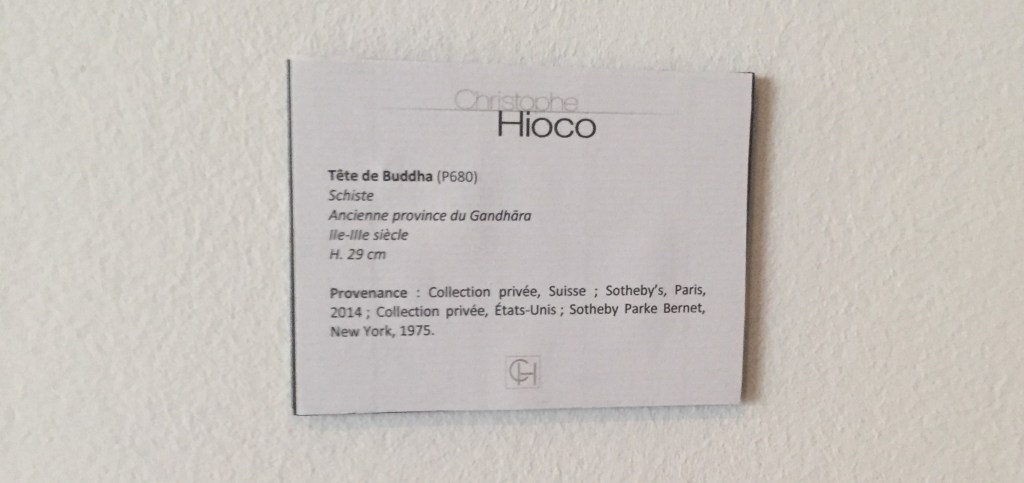 Christophe
Hioco
Tête de Buddha (P680)
Schiste
Ancienne province du Gandhāra
IIe-IIIe siècle
H. 29 cm
Provenance : Collection privée, Suisse ; Sotheby's, Paris,
2014 ; Collection privée, États-Unis ; Sotheby Parke Bernet,
New York, 1975.
CH